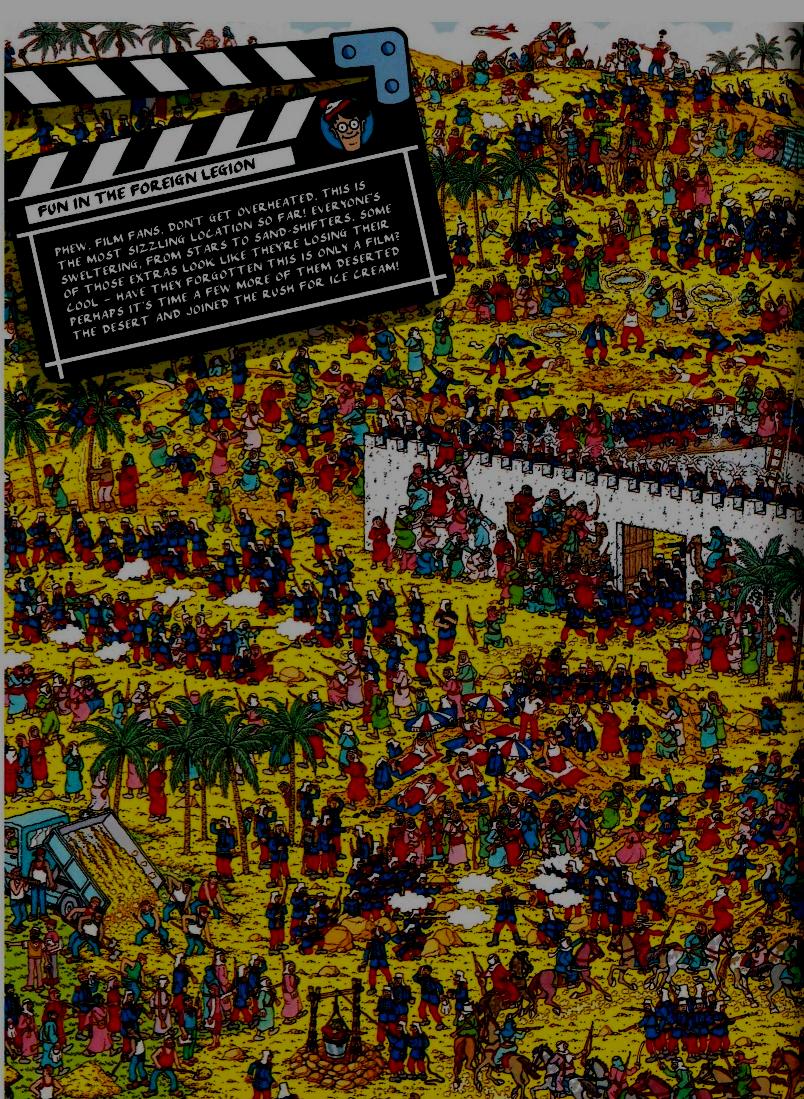 FUN IN THE FOREIGN LEGION
PHEW, FILM FANS, DON'T GET OVERHEATED. THIS IS
THE MOST SIZZLING LOCATION SO FAR! EVERYONE'S
SWELTERING, FROM STARS TO SAND-SHIFTERS. SOME
OF THOSE EXTRAS LOOK LIKE THEY'RE LOSING THEIR
COOL – HAVE THEY FORGOTTEN THIS IS ONLY A FILM?
PERHAPS IT'S TIME A FEW MORE OF THEM DESERTED
THE DESERT AND JOINED THE RUSH FOR ICE CREAM!